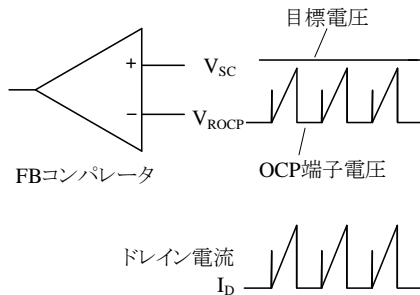 目標電圧
+
V_SC
−
V_ROCP
FBコンパレータ
OCP端子電圧
ドレイン電流
I_D